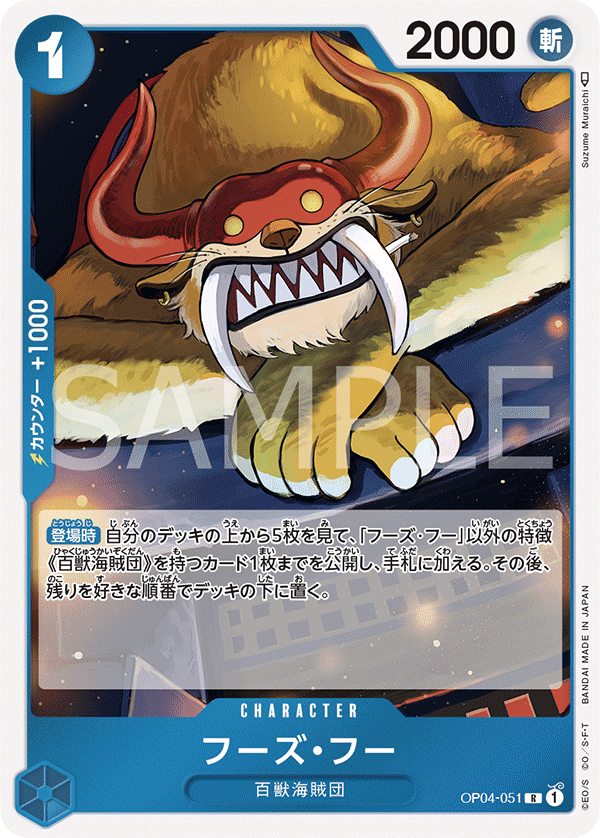 1
2000
斬
Suzume Muraichi
カウンター +1000
SAMPLE
登場時 自分のデッキの上から5枚を見て、「フーズ・フー」以外の特徴
《百獣海賊団》を持つカード1枚までを公開し、手札に加える。その後、
残りを好きな順番でデッキの下に置く。
CHARACTER
フーズ・フー
百獣海賊団
OP04-051 R 1
©EO/S ©O/S・F・T BANDAI MADE IN JAPAN